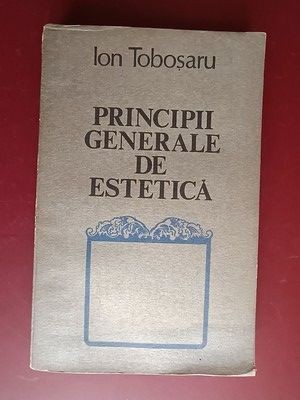 Ion Toboșaru
PRINCIPII
GENERALE
DE
ESTETICĂ